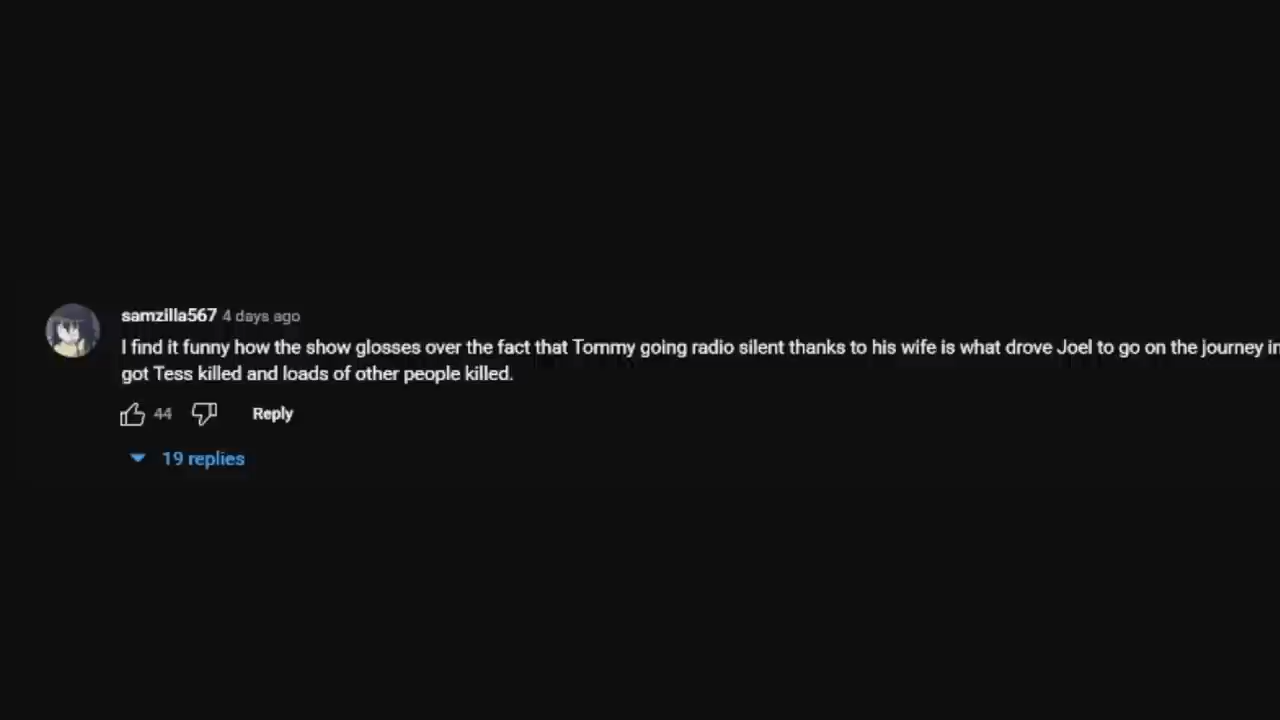 samzilla567 4 days ago
I find it funny how the show glosses over the fact that Tommy going radio silent thanks to his wife is what drove Joel to go on the journey in
got Tess killed and loads of other people killed.
44 Reply
19 replies